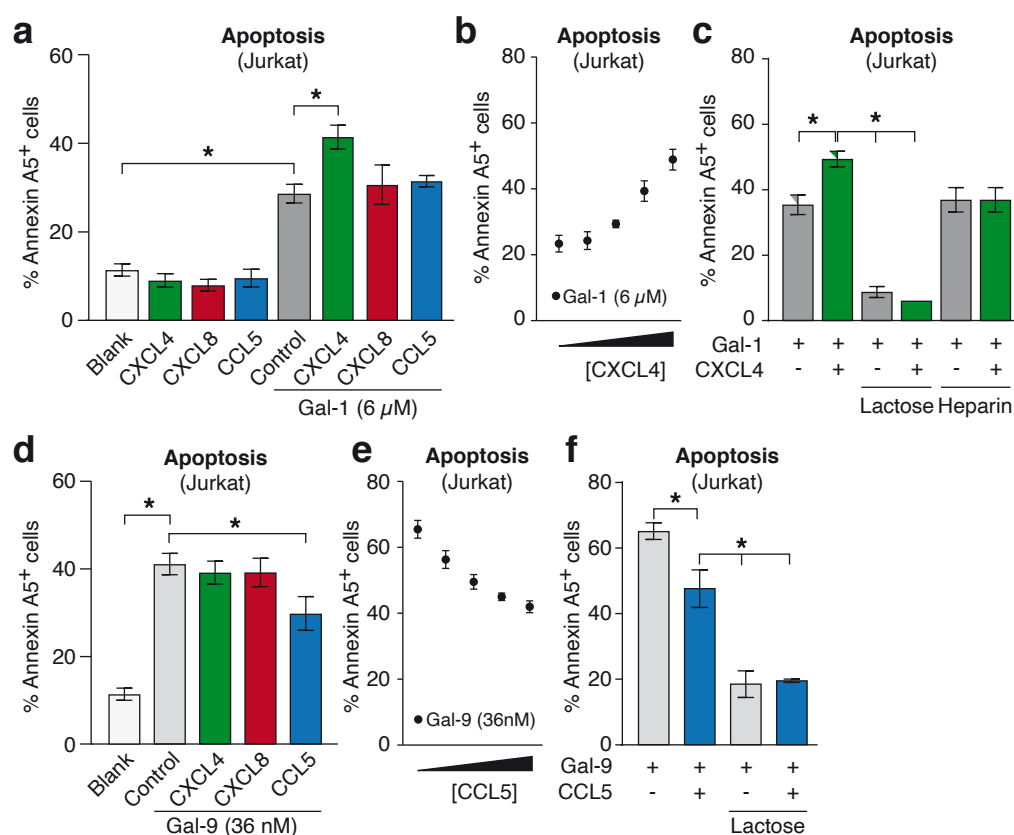 a
Apoptosis
(Jurkat)
% Annexin A5+ cells
60
40
20
0
*
*
Blank
CXCL4
CXCL8
CCL5
Control
CXCL4
CXCL8
CCL5
Gal-1 (6 µM)
b
Apoptosis
(Jurkat)
% Annexin A5+ cells
80
60
40
20
0
Gal-1 (6 µM)
[CXCL4]
c
Apoptosis
(Jurkat)
% Annexin A5+ cells
80
60
40
20
0
*
*
Gal-1 + + + + + +
CXCL4 - + - + - +
Lactose Heparin
d
Apoptosis
(Jurkat)
% Annexin A5+ cells
60
40
20
0
*
*
Blank
Control
CXCL4
CXCL8
CCL5
Gal-9 (36 nM)
e
Apoptosis
(Jurkat)
% Annexin A5+ cells
80
60
40
20
0
Gal-9 (36nM)
[CCL5]
f
Apoptosis
(Jurkat)
% Annexin A5+ cells
80
60
40
20
0
*
*
Gal-9 + + + +
CCL5 - + - +
Lactose